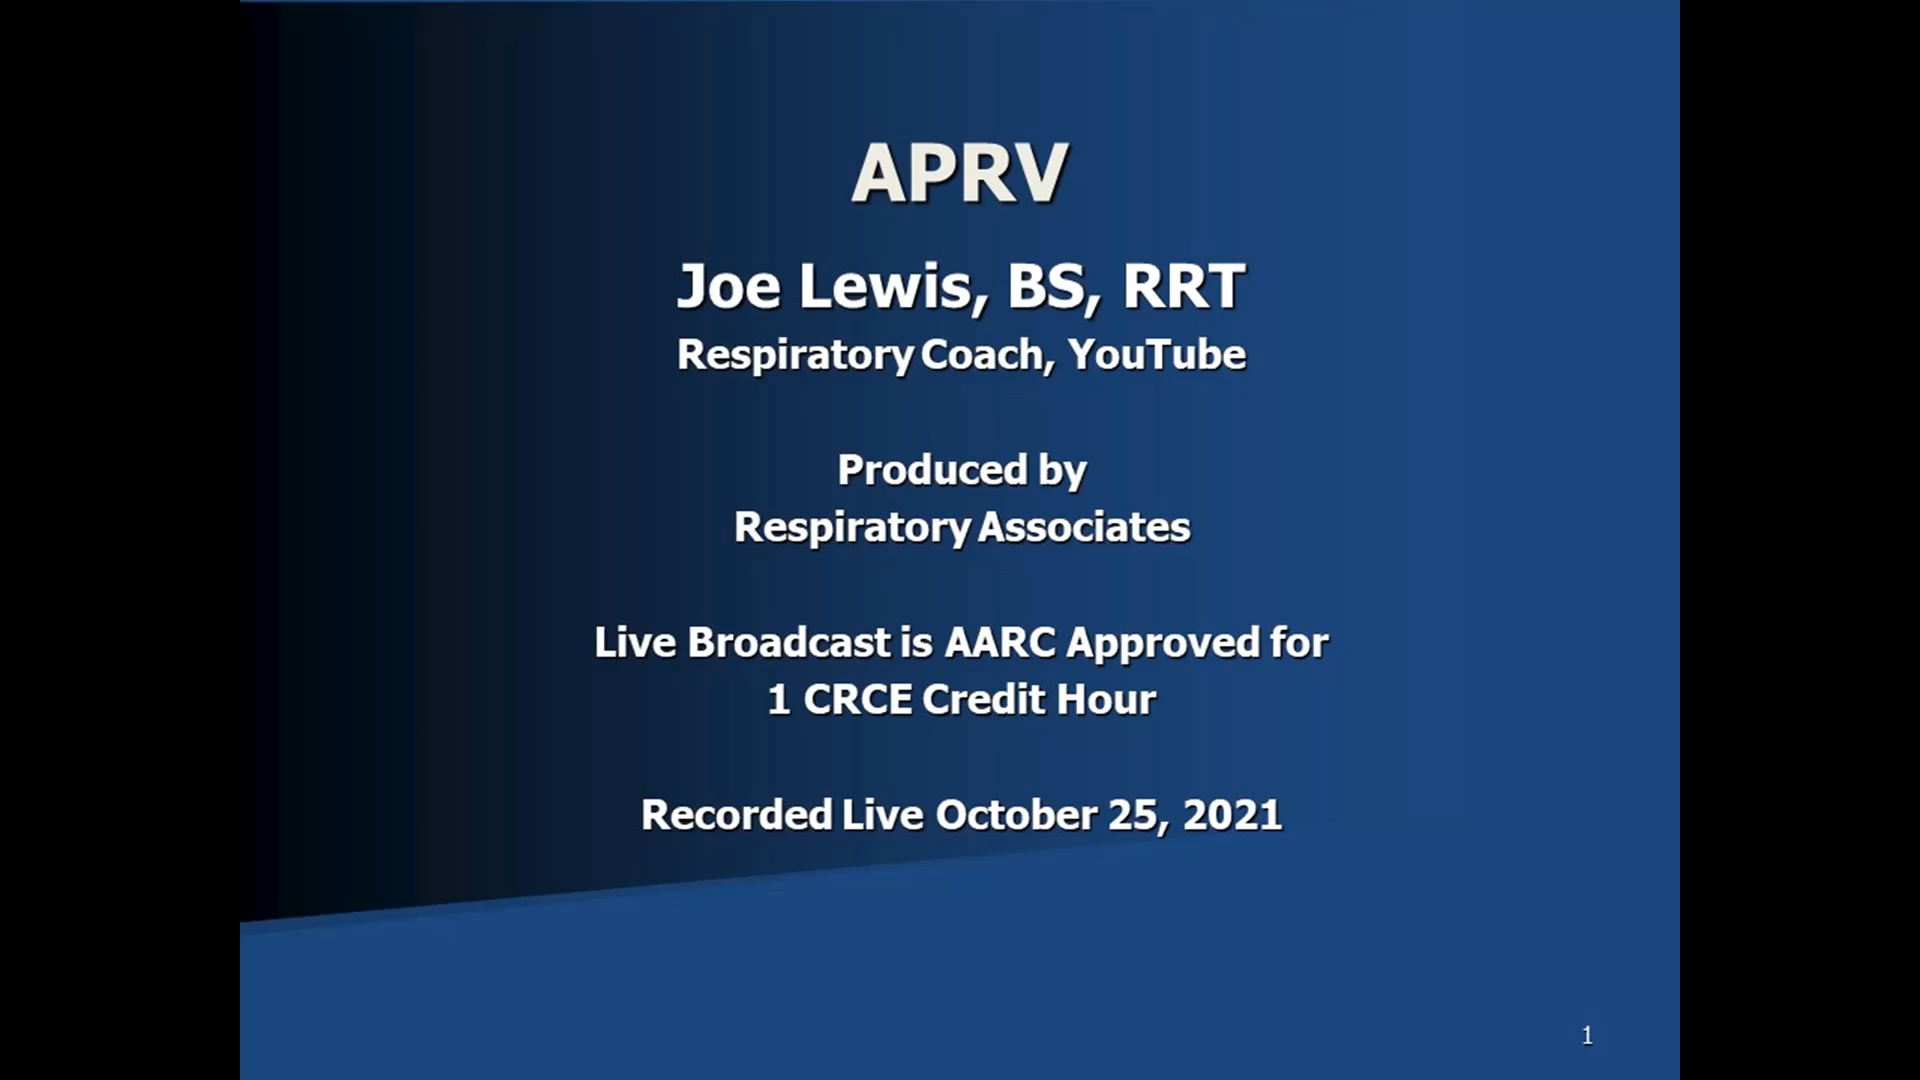 APRV
Joe Lewis, BS, RRT
Respiratory Coach, YouTube
Produced by
Respiratory Associates
Live Broadcast is AARC Approved for
1 CRCE Credit Hour
Recorded Live October 25, 2021
1